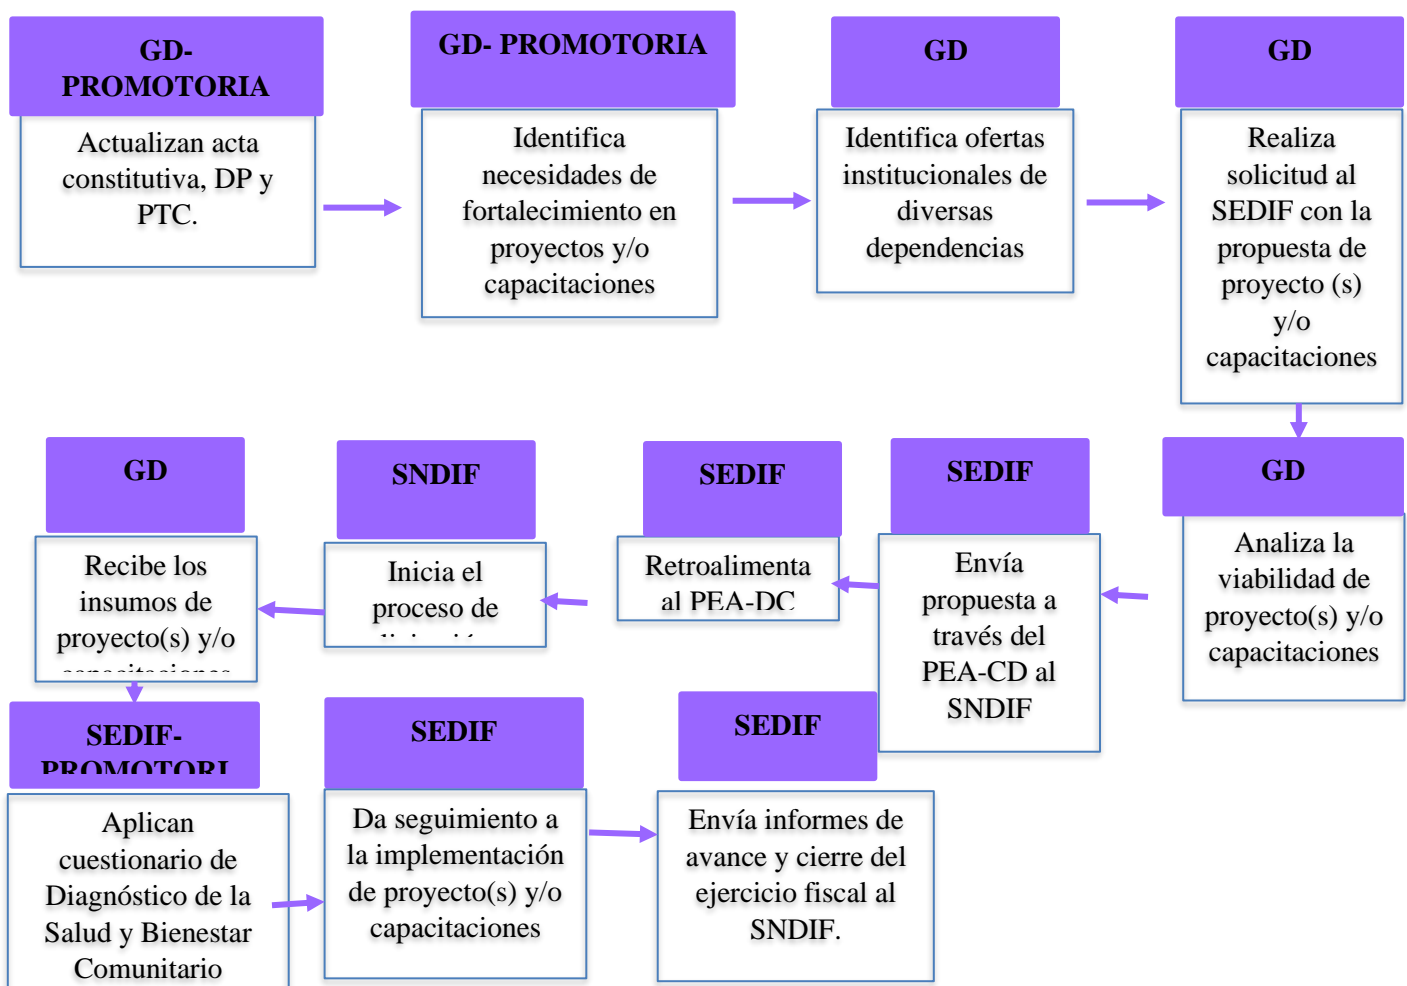 GD-
PROMOTORIA
Actualizan acta
constitutiva, DP y
PTC.
GD- PROMOTORIA
Identifica
necesidades de
fortalecimiento en
proyectos y/o
capacitaciones
GD
Identifica ofertas
institucionales de
diversas
dependencias
GD
Realiza
solicitud al
SEDIF con la
propuesta de
proyecto (s)
y/o
capacitaciones
GD
Analiza la
viabilidad de
proyecto(s) y/o
capacitaciones
SEDIF
Envía
propuesta a
través del
PEA-CD al
SNDIF
SEDIF
Retroalimenta
al PEA-DC
SNDIF
Inicia el
proceso de
GD
Recibe los
insumos de
proyecto(s) y/o
capacitaciones
SEDIF-
PROMOTORI
Aplican
cuestionario de
Diagnóstico de la
Salud y Bienestar
Comunitario
SEDIF
Da seguimiento a
la implementación
de proyecto(s) y/o
capacitaciones
SEDIF
Envía informes de
avance y cierre del
ejercicio fiscal al
SNDIF.